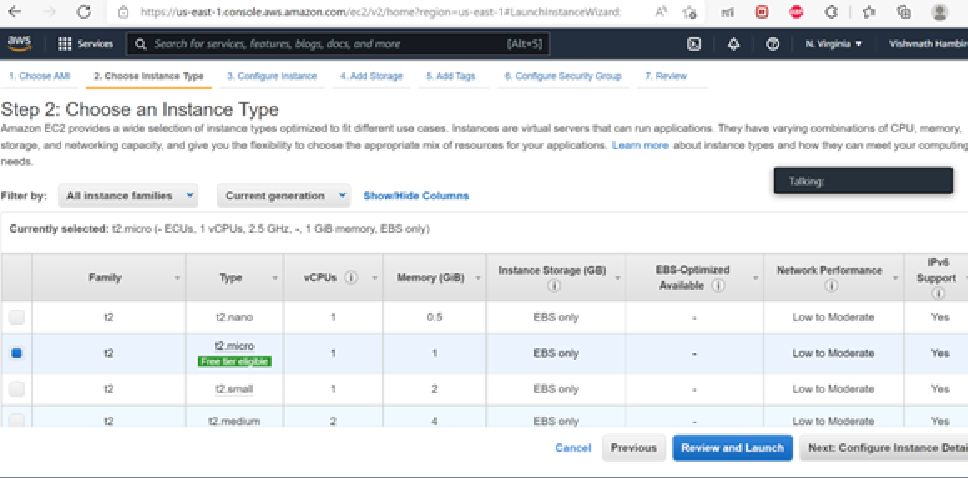 https://us-east-1.console.aws.amazon.com/ec2/v2/home?region=us-east-1#LaunchInstanceWizard:
aws Services Search for services, features, blogs, docs, and more [Alt+S] N. Virginia Vishwnath
1. Choose AMI 2. Choose Instance Type 3. Configure Instance 4. Add Storage 5. Add Tags 6. Configure Security Group 7. Review
Step 2: Choose an Instance Type
Amazon EC2 provides a wide selection of instance types optimized to fit different use cases. Instances are virtual servers that can run applications. They have varying combinations of CPU, memory,
storage, and networking capacity, and give you the flexibility to choose the appropriate mix of resources for your applications. Learn more about instance types and how they can meet your computing
needs.
Talking:
Filter by: All instance families Current generation Show/Hide Columns
Currently selected: t2.micro (- ECUs, 1 vCPUs, 2.5 GHz, -, 1 GiB memory, EBS only)
Family Type vCPUs Memory (GiB) Instance Storage (GB) EBS-Optimized Available Network Performance IPv6 Support
t2 t2.nano 1 0.5 EBS only - Low to Moderate Yes
t2 t2.micro Free tier eligible 1 1 EBS only - Low to Moderate Yes
t2 t2.small 1 2 EBS only - Low to Moderate Yes
t2 t2.medium 2 4 EBS only - Low to Moderate Yes
Cancel Previous Review and Launch Next: Configure Instance Detai